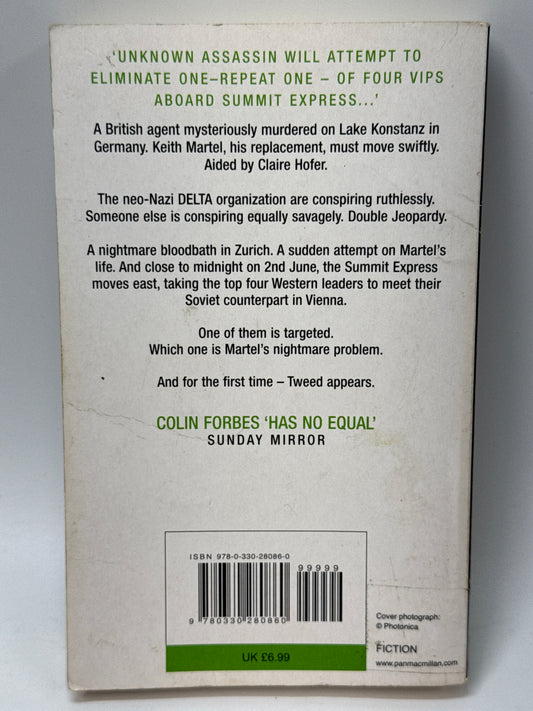 'UNKNOWN ASSASSIN WILL ATTEMPT TO
ELIMINATE ONE–REPEAT ONE – OF FOUR VIPS
ABOARD SUMMIT EXPRESS...'
A British agent mysteriously murdered on Lake Konstanz in
Germany. Keith Martel, his replacement, must move swiftly.
Aided by Claire Hofer.
The neo-Nazi DELTA organization are conspiring ruthlessly.
Someone else is conspiring equally savagely. Double Jeopardy.
A nightmare bloodbath in Zurich. A sudden attempt on Martel's
life. And close to midnight on 2nd June, the Summit Express
moves east, taking the top four Western leaders to meet their
Soviet counterpart in Vienna.
One of them is targeted.
Which one is Martel's nightmare problem.
And for the first time – Tweed appears.
COLIN FORBES 'HAS NO EQUAL'
SUNDAY MIRROR
ISBN 978-0-330-28086-0
99999
9 780330 280860
UK £6.99
Cover photograph:
© Photonica
FICTION
www.panmacmillan.com